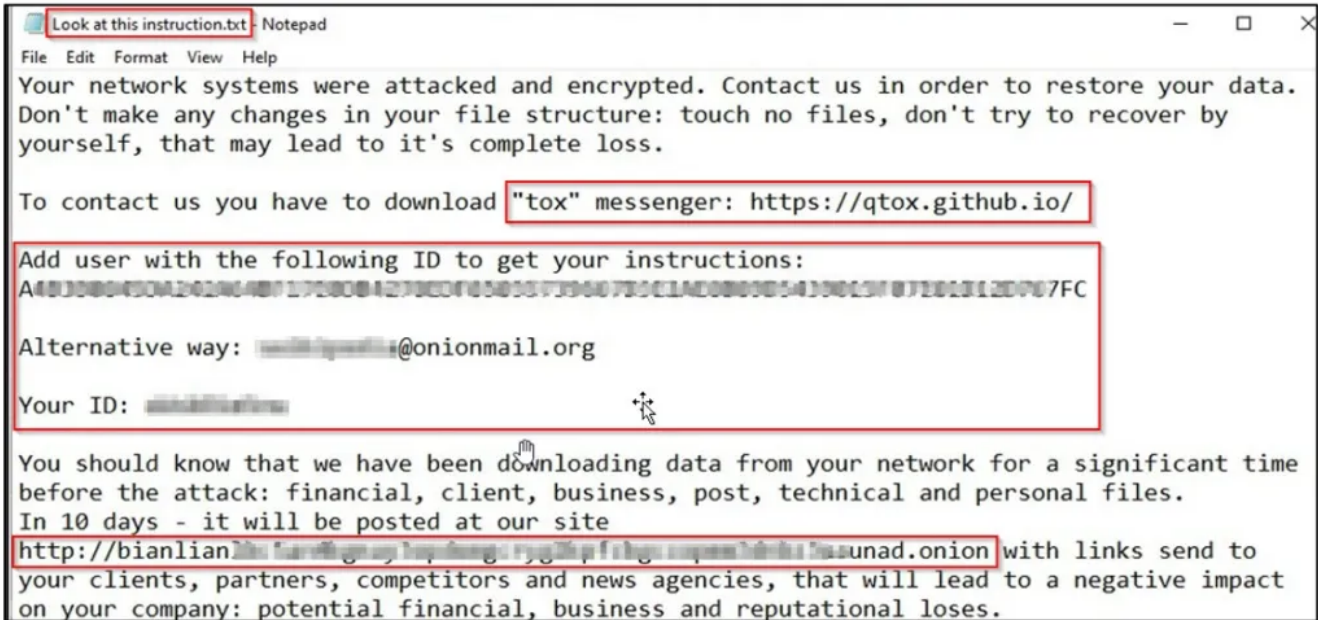 Look at this instruction.txt - Notepad
File Edit Format View Help
Your network systems were attacked and encrypted. Contact us in order to restore your data.
Don't make any changes in your file structure: touch no files, don't try to recover by
yourself, that may lead to it's complete loss.
To contact us you have to download "tox" messenger: https://qtox.github.io/
Add user with the following ID to get your instructions:
7FC
Alternative way: @onionmail.org
Your ID:
You should know that we have been downloading data from your network for a significant time
before the attack: financial, client, business, post, technical and personal files.
In 10 days - it will be posted at our site
http://bianlian unad.onion with links send to
your clients, partners, competitors and news agencies, that will lead to a negative impact
on your company: potential financial, business and reputational loses.